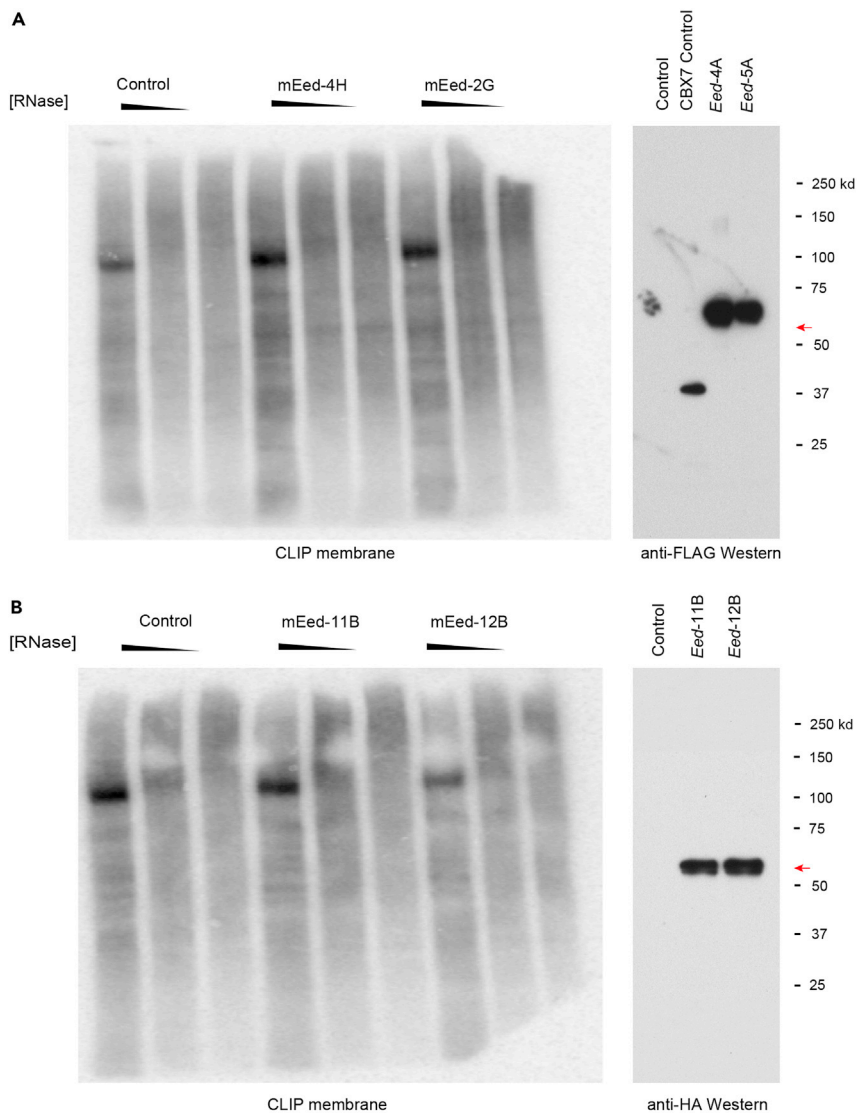 A
Control
mEed-4H
mEed-2G
[RNase]
Control
CBX7 Control
Eed-4A
Eed-5A
- 250 kd
- 150
- 100
- 75
- 50
- 37
- 25
CLIP membrane
anti-FLAG Western
B
Control
mEed-11B
mEed-12B
[RNase]
Control
Eed-11B
Eed-12B
- 250 kd
- 150
- 100
- 75
- 50
- 37
- 25
CLIP membrane
anti-HA Western